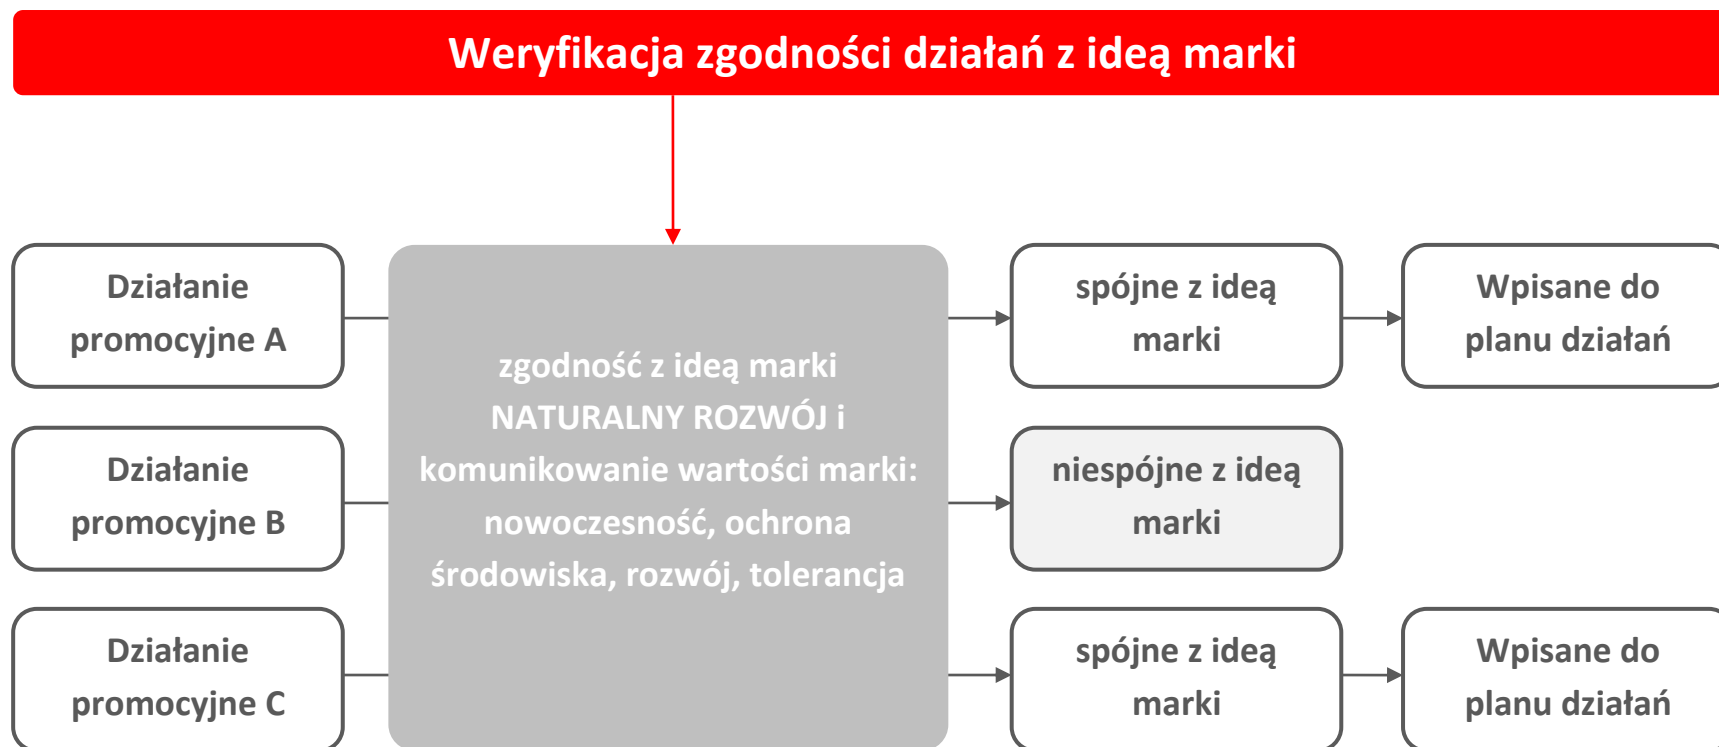 Weryfikacja zgodności działań z ideą marki
Działanie
promocyjne A
zgodność z ideą marki
NATURALNY ROZWÓJ i
komunikowanie wartości marki:
nowoczesność, ochrona
środowiska, rozwój, tolerancja
spójne z ideą
marki
Wpisane do
planu działań
Działanie
promocyjne B
niespójne z ideą
marki
Działanie
promocyjne C
spójne z ideą
marki
Wpisane do
planu działań